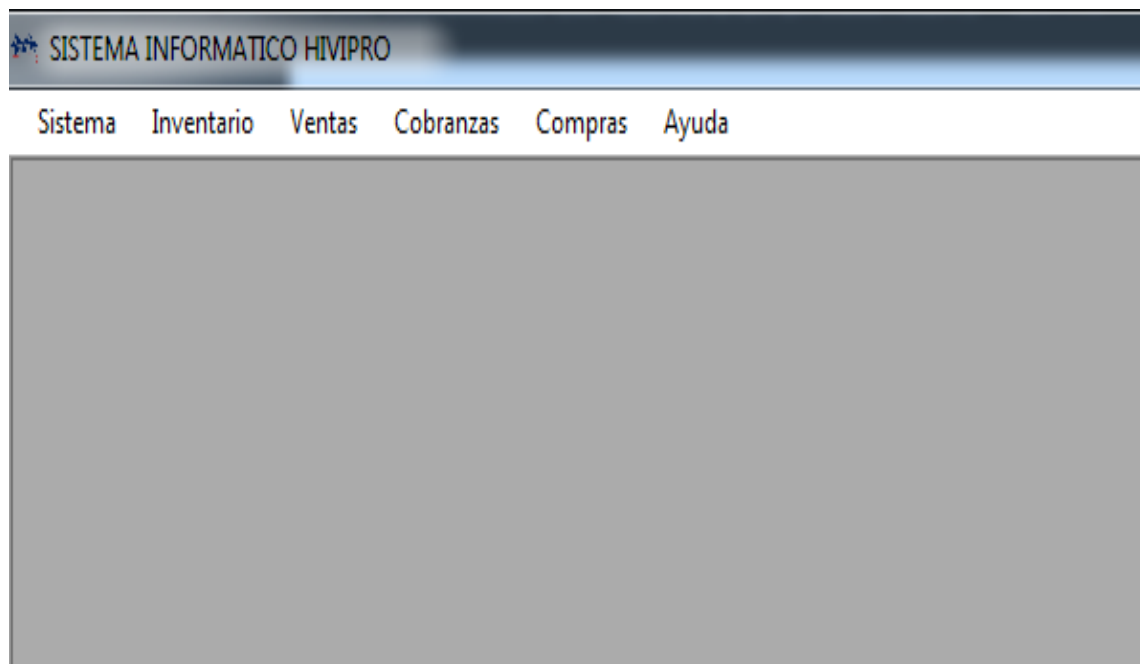 SISTEMA INFORMATICO HIVIPRO
Sistema Inventario Ventas Cobranzas Compras Ayuda